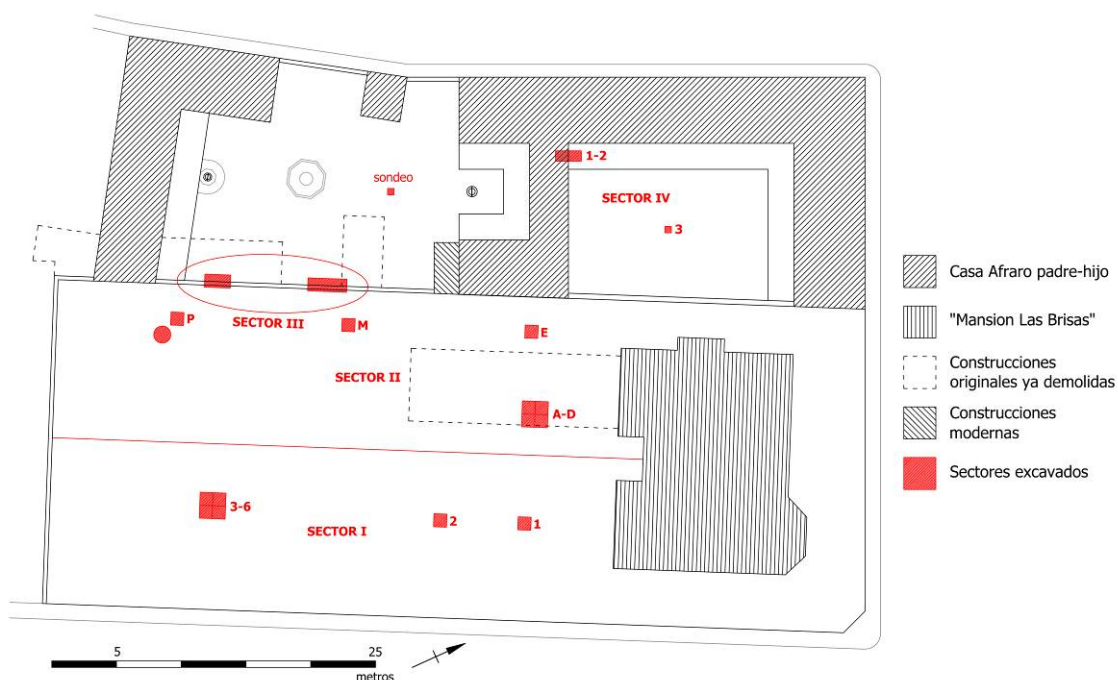 sondeo
1-2
SECTOR IV
3
P
SECTOR III
M
E
SECTOR II
A-D
3-6
SECTOR I
2
1
Casa Afraro padre-hijo
"Mansion Las Brisas"
Construcciones
originales ya demolidas
Construcciones
modernas
Sectores excavados
5
25
metros